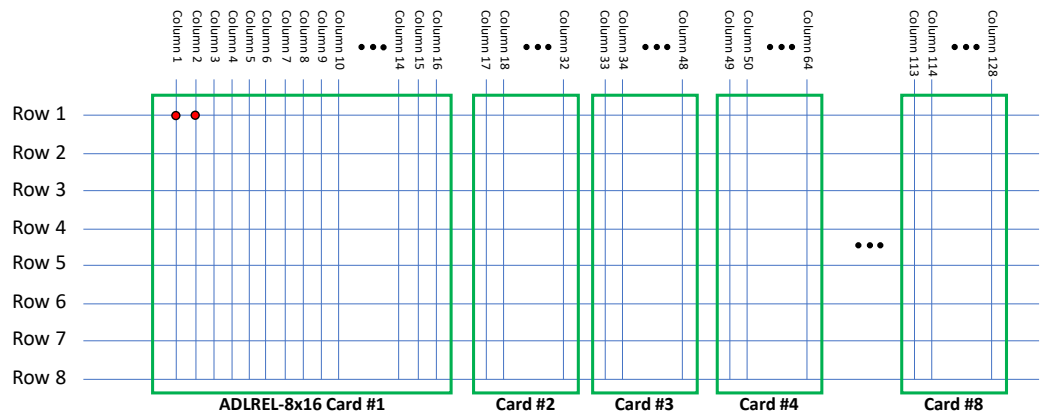 Column 1
Column 2
Column 3
Column 4
Column 5
Column 6
Column 7
Column 8
Column 9
Column 10
•••
Column 14
Column 15
Column 16
Column 17
Column 18
•••
Column 32
Column 33
Column 34
•••
Column 48
Column 49
Column 50
•••
Column 64
Column 113
Column 114
•••
Column 128
Row 1
Row 2
Row 3
Row 4
•••
Row 5
Row 6
Row 7
Row 8
ADLREL-8x16 Card #1
Card #2
Card #3
Card #4
Card #8